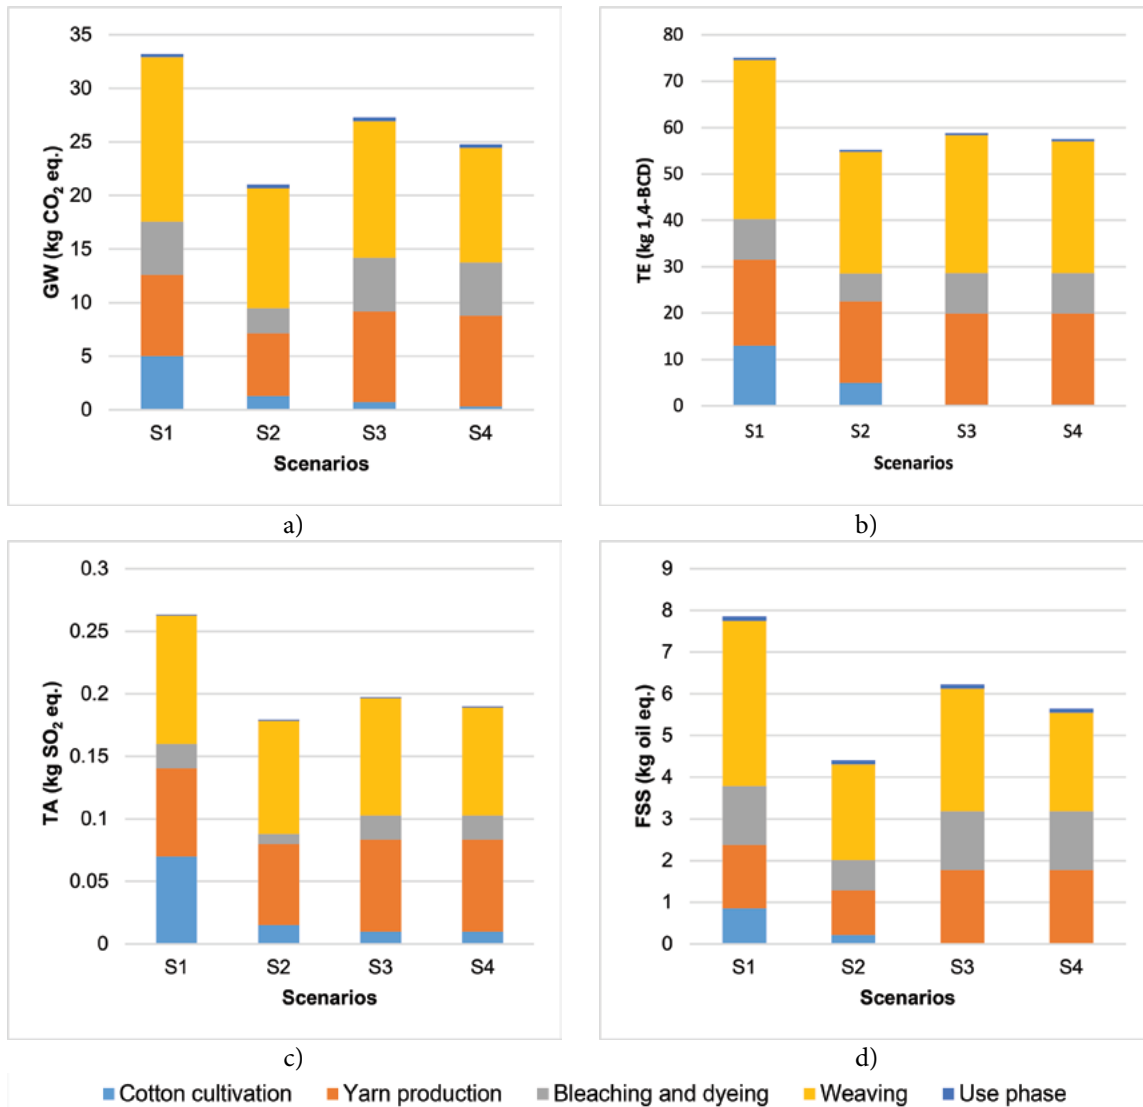 35
30
25
20
15
10
5
0
GW (kg CO₂ eq.)
S1 S2 S3 S4
Scenarios
a)
80
70
60
50
40
30
20
10
0
TE (kg 1,4-BCD)
S1 S2 S3 S4
Scenarios
b)
0.3
0.25
0.2
0.15
0.1
0.05
0
TA (kg SO₂ eq.)
S1 S2 S3 S4
Scenarios
c)
9
8
7
6
5
4
3
2
1
0
FSS (kg oil eq.)
S1 S2 S3 S4
Scenarios
d)
Cotton cultivation Yarn production Bleaching and dyeing Weaving Use phase